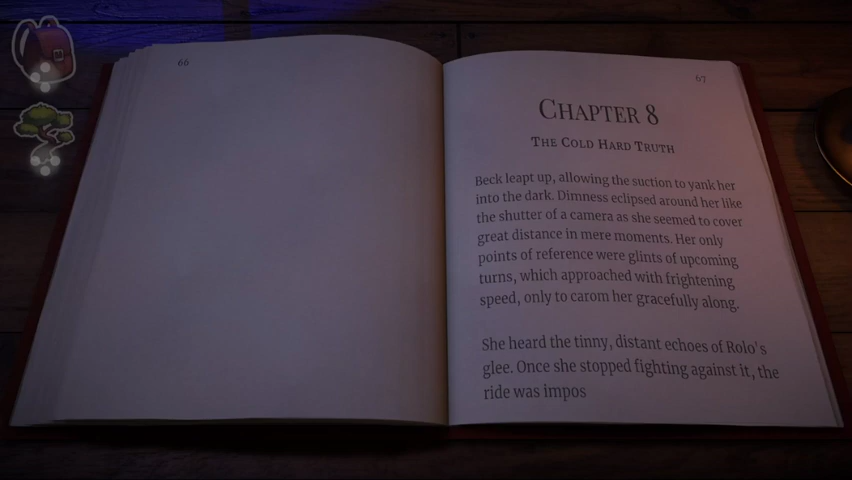 66
67
Chapter 8
The Cold Hard Truth
Beck leapt up, allowing the suction to yank her
into the dark. Dimness eclipsed around her like
the shutter of a camera as she seemed to cover
great distance in mere moments. Her only
points of reference were glints of upcoming
turns, which approached with frightening
speed, only to carom her gracefully along.
She heard the tinny, distant echoes of Rolo's
glee. Once she stopped fighting against it, the
ride was impos